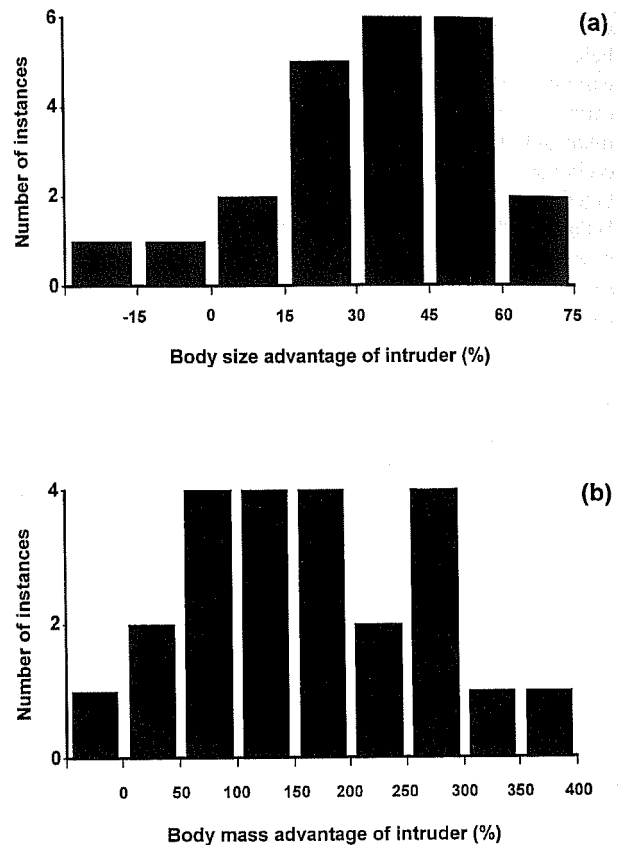 (a)
Number of instances
6
4
2
0
-15 0 15 30 45 60 75
Body size advantage of intruder (%)
(b)
Number of instances
4
2
0
0 50 100 150 200 250 300 350 400
Body mass advantage of intruder (%)